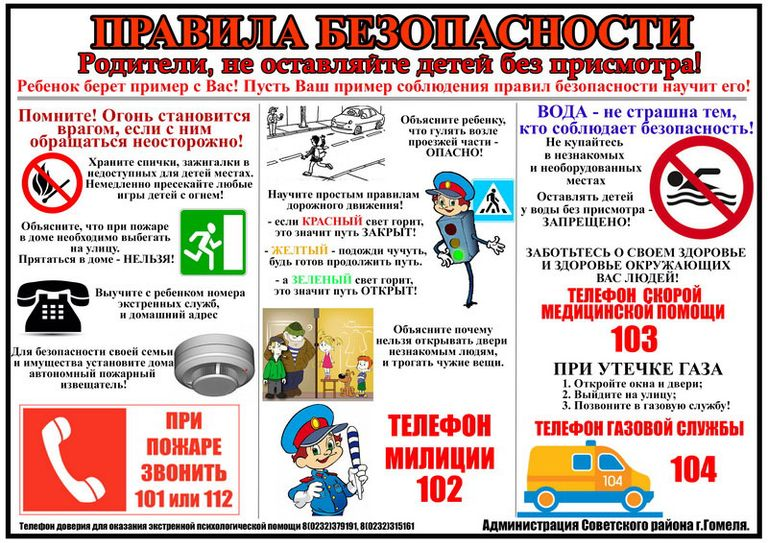 ПРАВИЛА БЕЗОПАСНОСТИ
Родители, не оставляйте детей без присмотра!
Ребенок берет пример с Вас! Пусть Ваш пример соблюдения правил безопасности научит его!
Помните! Огонь становится
врагом, если с ним
обращаться неосторожно!
Храните спички, зажигалки в
недоступных для детей местах.
Немедленно пресекайте любые
игры детей с огнем!
Объясните, что при пожаре
в доме необходимо выбегать
на улицу.
Прятаться в доме - НЕЛЬЗЯ!
Выучите с ребенком номера
экстренных служб,
и домашний адрес
Для безопасности своей семьи
и имущества установите дома
автономный пожарный
извещатель!
ПРИ
ПОЖАРЕ
ЗВОНИТЬ
101 или 112
Объясните ребенку,
что гулять возле
проезжей части -
ОПАСНО!
Научите простым правилам
дорожного движения!
- если КРАСНЫЙ свет горит,
это значит путь ЗАКРЫТ!
- ЖЕЛТЫЙ - подожди чучуть,
будь готов продолжить путь.
- а ЗЕЛЕНЫЙ свет горит,
это значит путь ОТКРЫТ!
Объясните почему
нельзя открывать двери
незнакомым людям,
и трогать чужие вещи.
ТЕЛЕФОН
МИЛИЦИИ
102
ВОДА - не страшна тем,
кто соблюдает безопасность!
Не купайтесь
в незнакомых
и необорудованных
местах
Оставлять детей
у воды без присмотра -
ЗАПРЕЩЕНО!
ЗАБОТЬТЕСЬ О СВОЕМ ЗДОРОВЬЕ
И ЗДОРОВЬЕ ОКРУЖАЮЩИХ
ВАС ЛЮДЕЙ!
ТЕЛЕФОН СКОРОЙ
МЕДИЦИНСКОЙ ПОМОЩИ
103
ПРИ УТЕЧКЕ ГАЗА
1. Откройте окна и двери;
2. Выйдите на улицу;
3. Позвоните в газовую службу!
ТЕЛЕФОН ГАЗОВОЙ СЛУЖБЫ
104
104
Телефон доверия для оказания экстренной психологической помощи 8(0232)379191, 8(0232)315161
Администрация Советского района г.Гомеля.